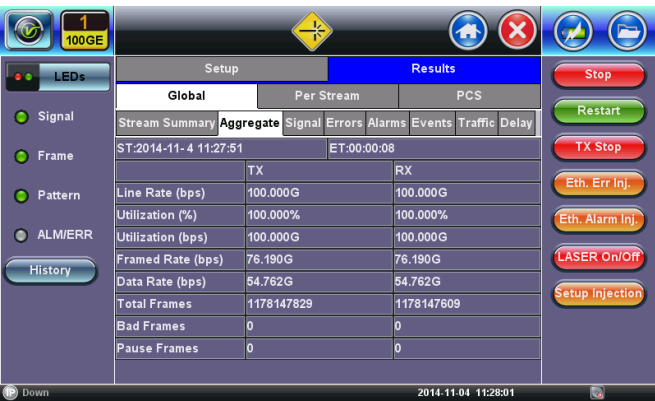 1
100GE
LEDs
Signal
Frame
Pattern
ALM/ERR
History
Setup Results
Global Per Stream PCS
Stream Summary Aggregate Signal Errors Alarms Events Traffic Delay
ST:2014-11- 4 11:27:51 ET:00:00:08
TX RX
Line Rate (bps) 100.000G 100.000G
Utilization (%) 100.000% 100.000%
Utilization (bps) 100.000G 100.000G
Framed Rate (bps) 76.190G 76.190G
Data Rate (bps) 54.762G 54.762G
Total Frames 1178147829 1178147609
Bad Frames 0 0
Pause Frames 0 0
Stop
Restart
TX Stop
Eth. Err Inj.
Eth. Alarm Inj.
LASER On/Off
Setup Injection
IP Down 2014-11-04 11:28:01